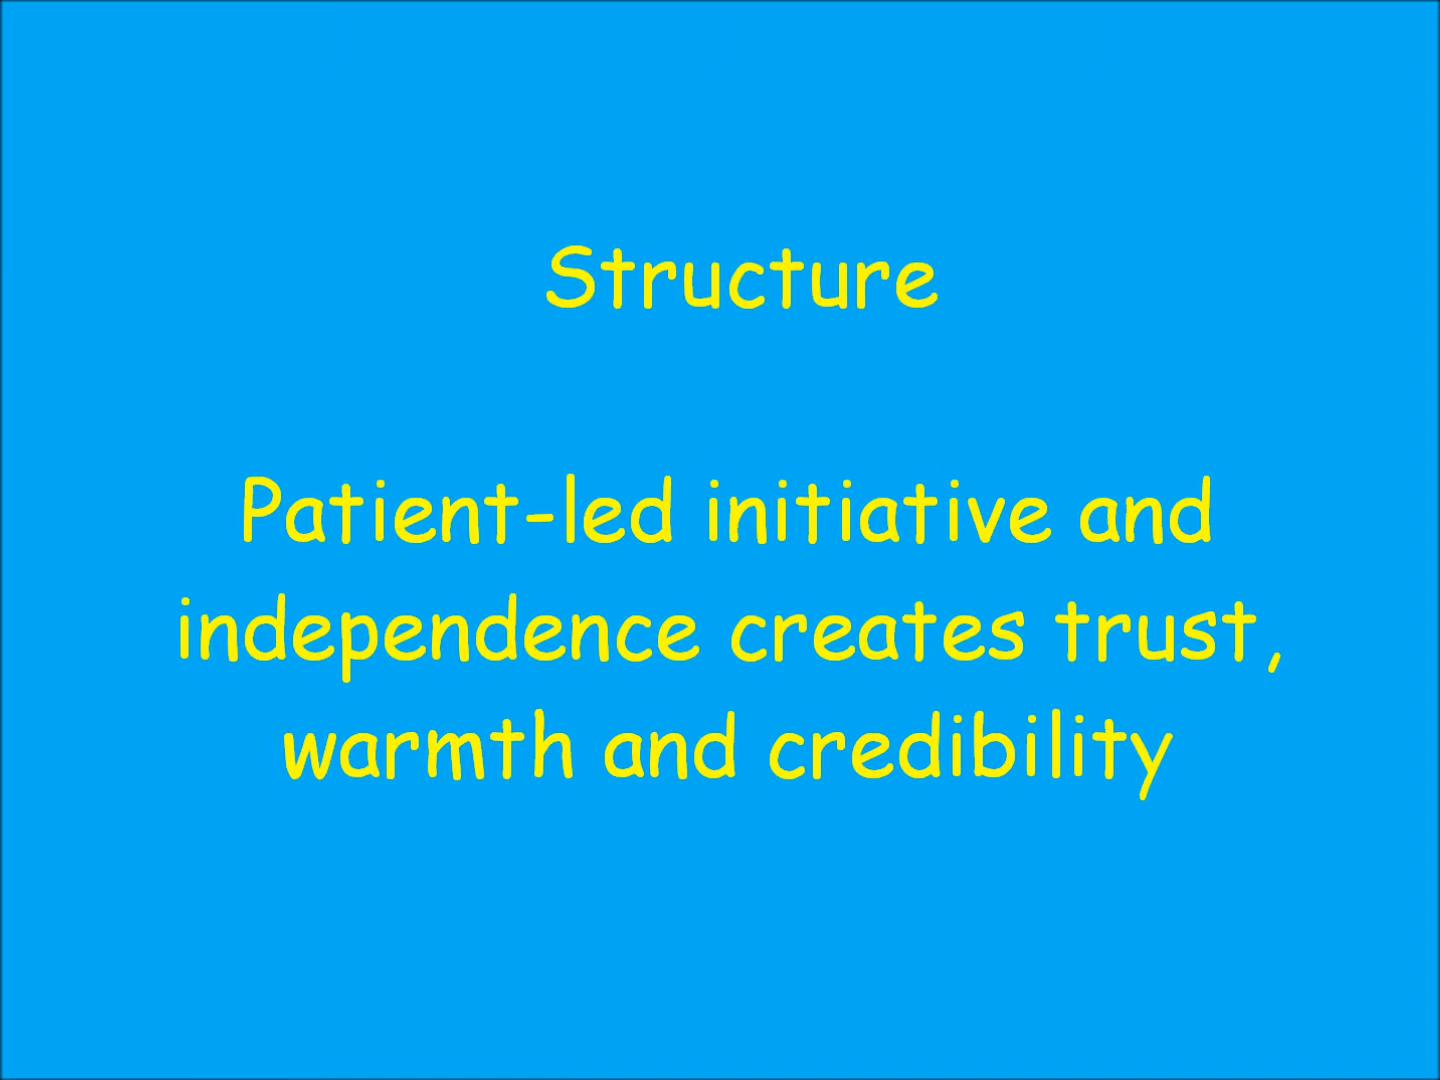 Structure
Patient-led initiative and
independence creates trust,
warmth and credibility